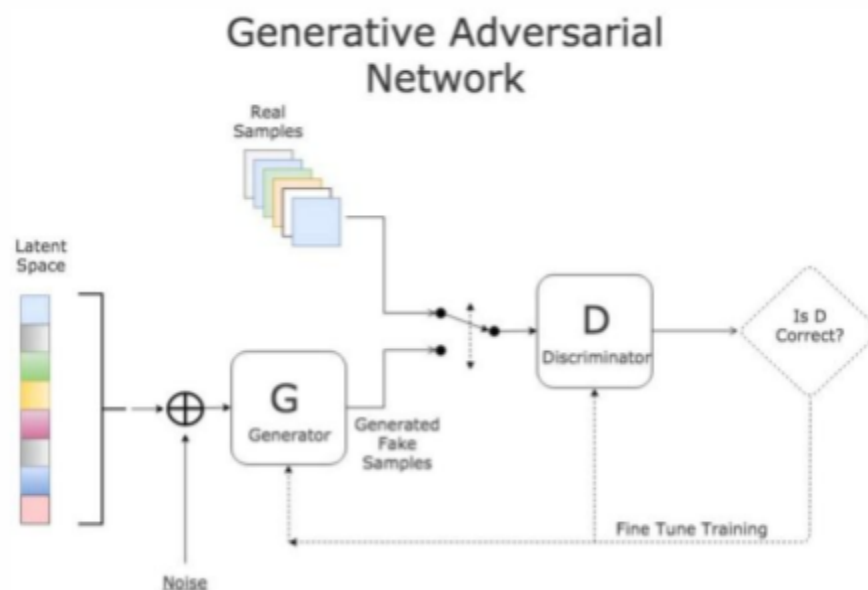 Generative Adversarial
Network
Real
Samples
Latent
Space
G
Generator
Generated
Fake
Samples
D
Discriminator
Is D
Correct?
Fine Tune Training
Noise